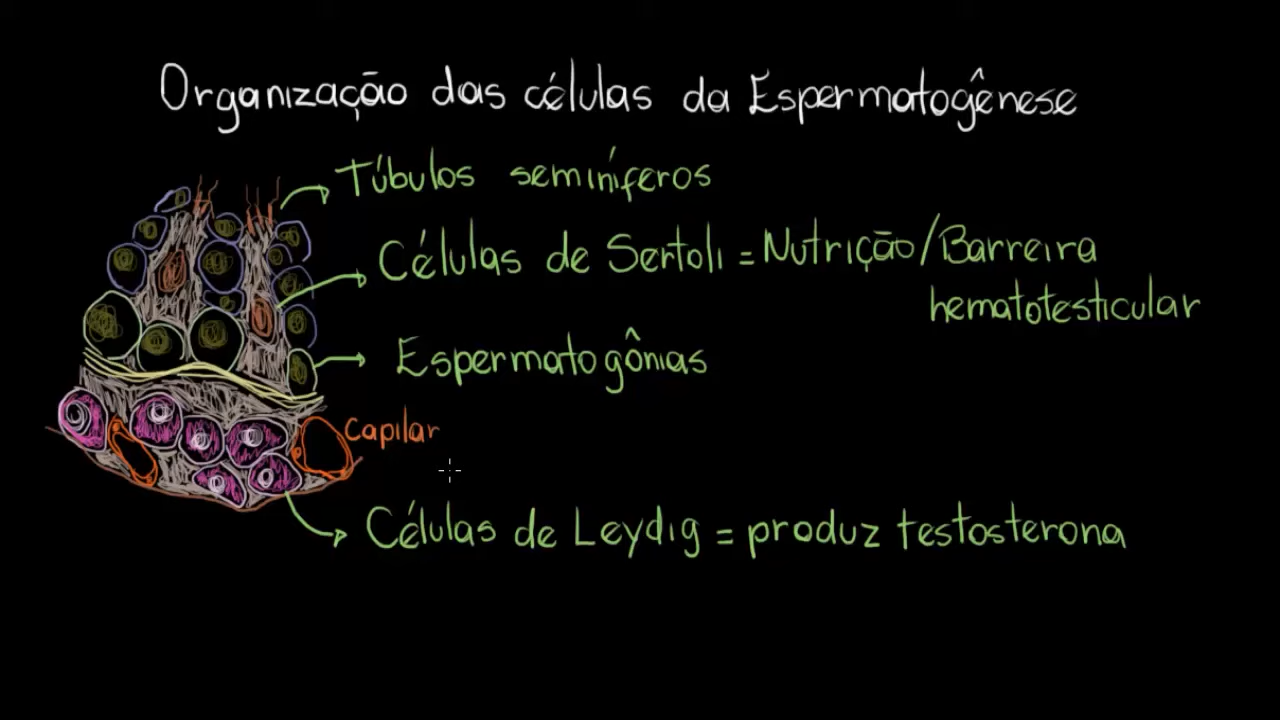 Organização das células da Espermatogênese
Túbulos seminíferos
Células de Sertoli = Nutrição/Barreira
hematotesticular
Espermatogônias
Capilar
Células de Leydig = produz testosterona